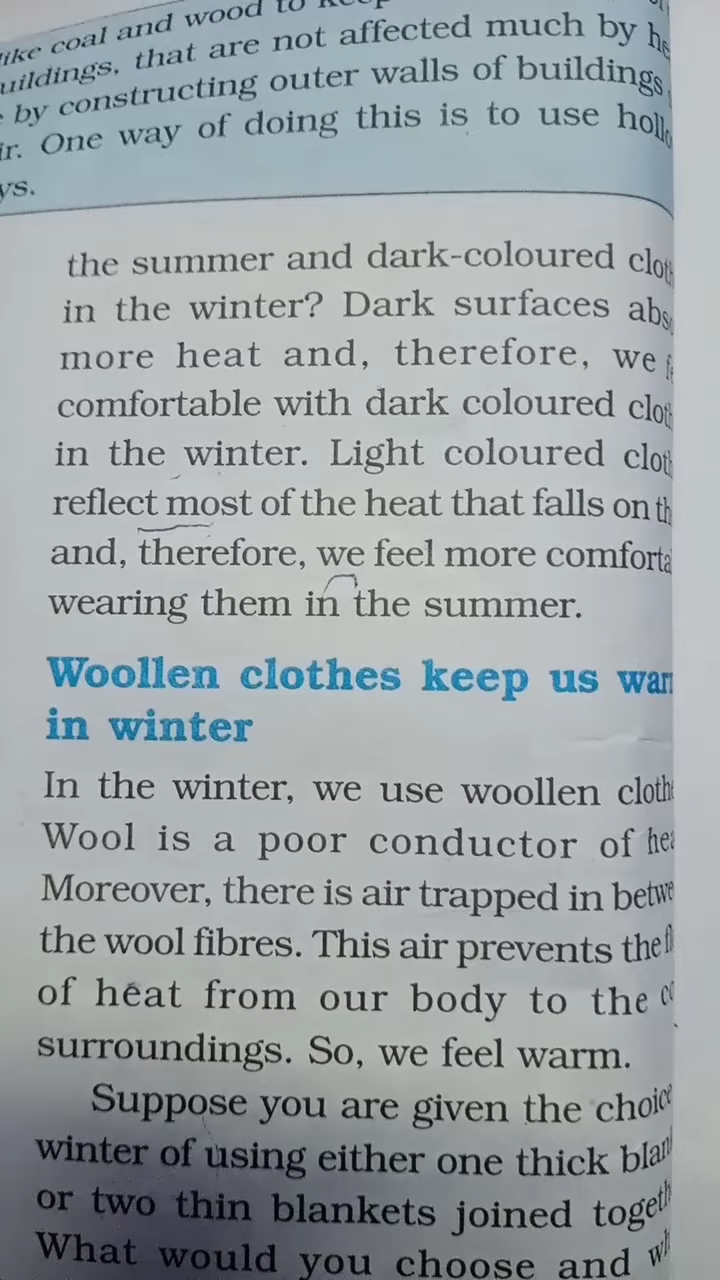 like coal and wood to keep
buildings, that are not affected much by
by constructing outer walls of buildings
One way of doing this is to use
the summer and dark-coloured
in the winter? Dark surfaces
more heat and, therefore, we
comfortable with dark coloured
in the winter. Light coloured
reflect most of the heat that falls on
and, therefore, we feel more
wearing them in the summer.
Woollen clothes keep us
in winter
In the winter, we use woollen
Wool is a poor conductor of
Moreover, there is air trapped in
the wool fibres. This air prevents the
of heat from our body to the
surroundings. So, we feel warm.
Suppose you are given the
winter of using either one thick
or two thin blankets joined
What would you choose and